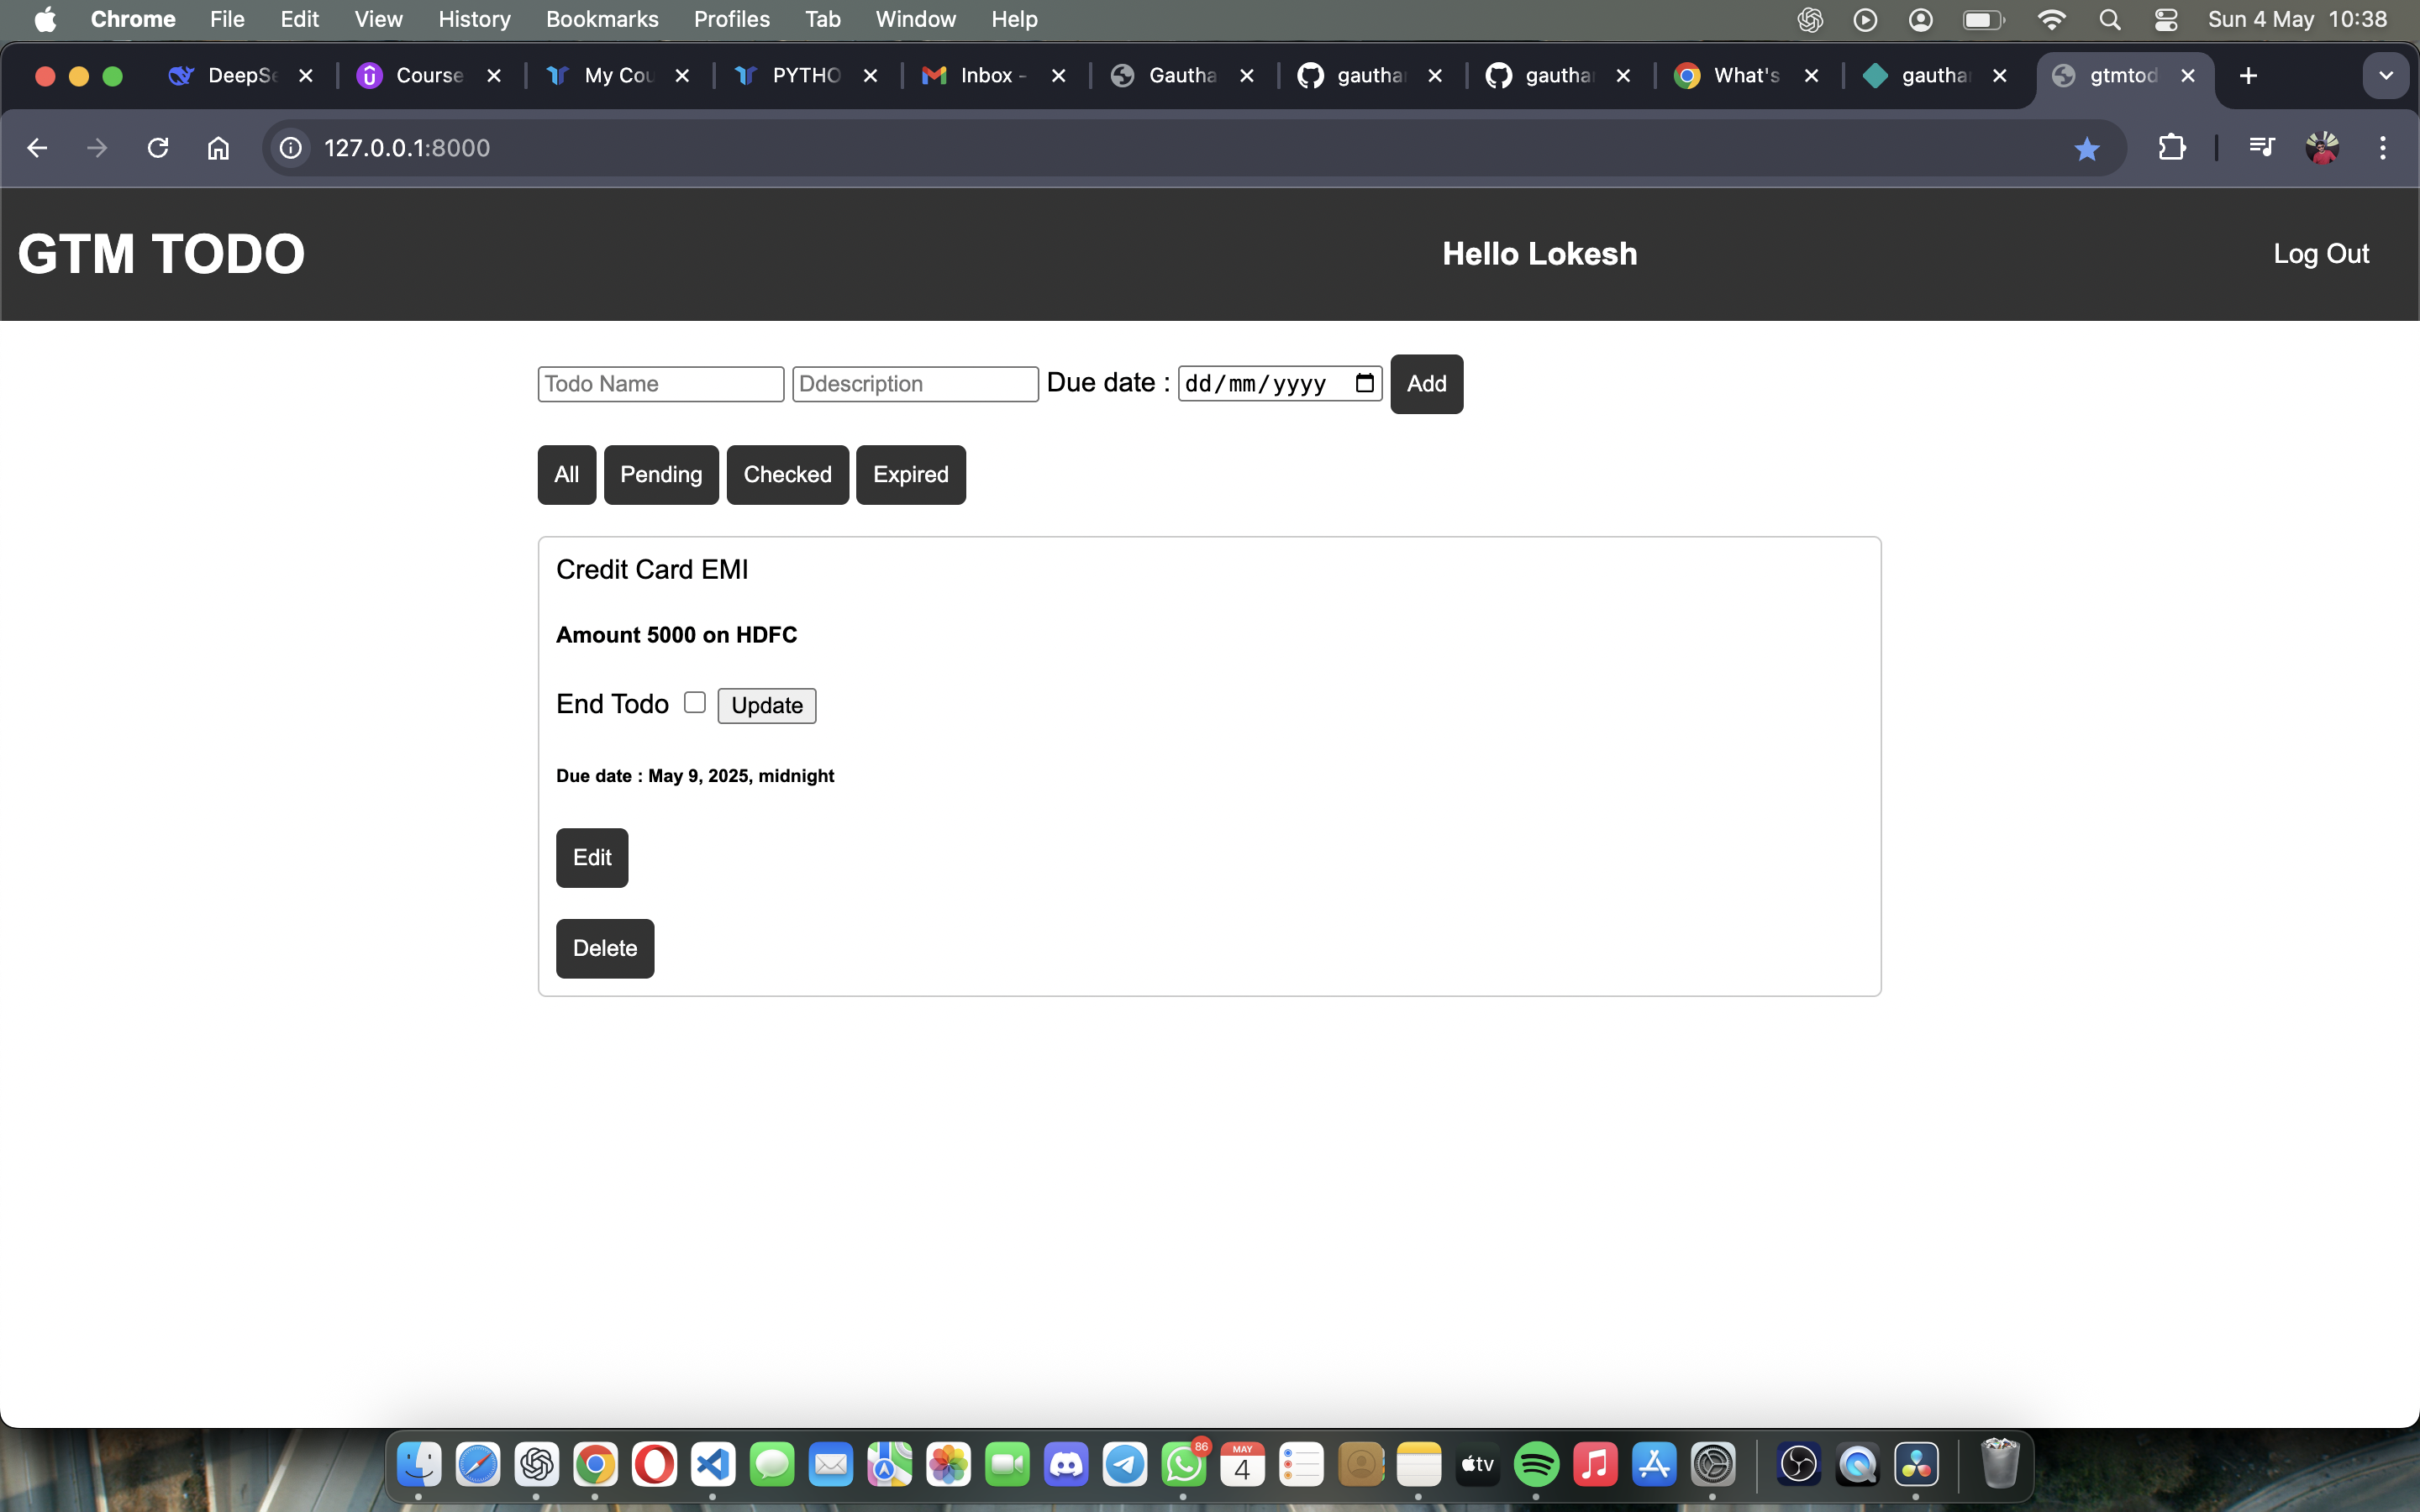 Chrome File Edit View History Bookmarks Profiles Tab Window Help Sun 4 May 10:38
DeepSe Course My Cou PYTHO Inbox - Gautha gautha gautha What's gautha gtmtod
127.0.0.1:8000
GTM TODO Hello Lokesh Log Out
Todo Name Ddescription Due date : dd/mm/yyyy Add
All Pending Checked Expired
Credit Card EMI
Amount 5000 on HDFC
End Todo Update
Due date : May 9, 2025, midnight
Edit
Delete
86
MAY
4
tv